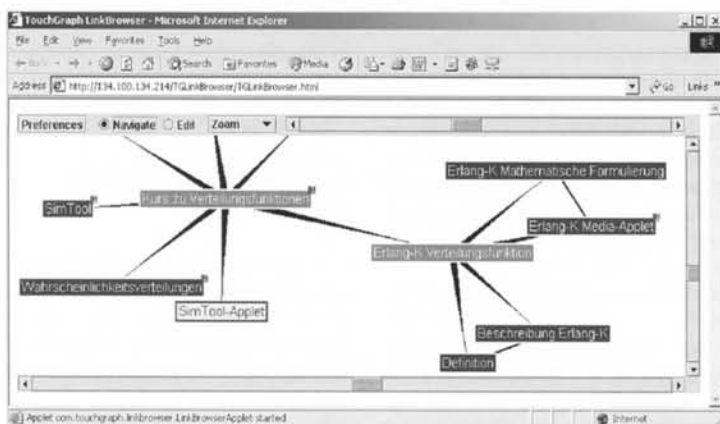 TouchGraph LinkBrowser - Microsoft Internet Explorer
File Edit View Favorites Tools Help
Back Search Favorites Media
Address http://134.100.134.214/TGLinkBrowser/TGLinkBrowser.html Go Links »
Preferences Navigate Edit Zoom
Erlang-K Mathematische Formulierung
Kurs zu Verteilungsfunktionen
SimTool
Erlang-K Media-Applet
Erlang-K Verteilungsfunktion
Wahrscheinlichkeitsverteilungen
SimTool-Applet
Beschreibung Erlang-K
Definition
Applet com.touchgraph.linkbrowser.LinkBrowserApplet started Internet